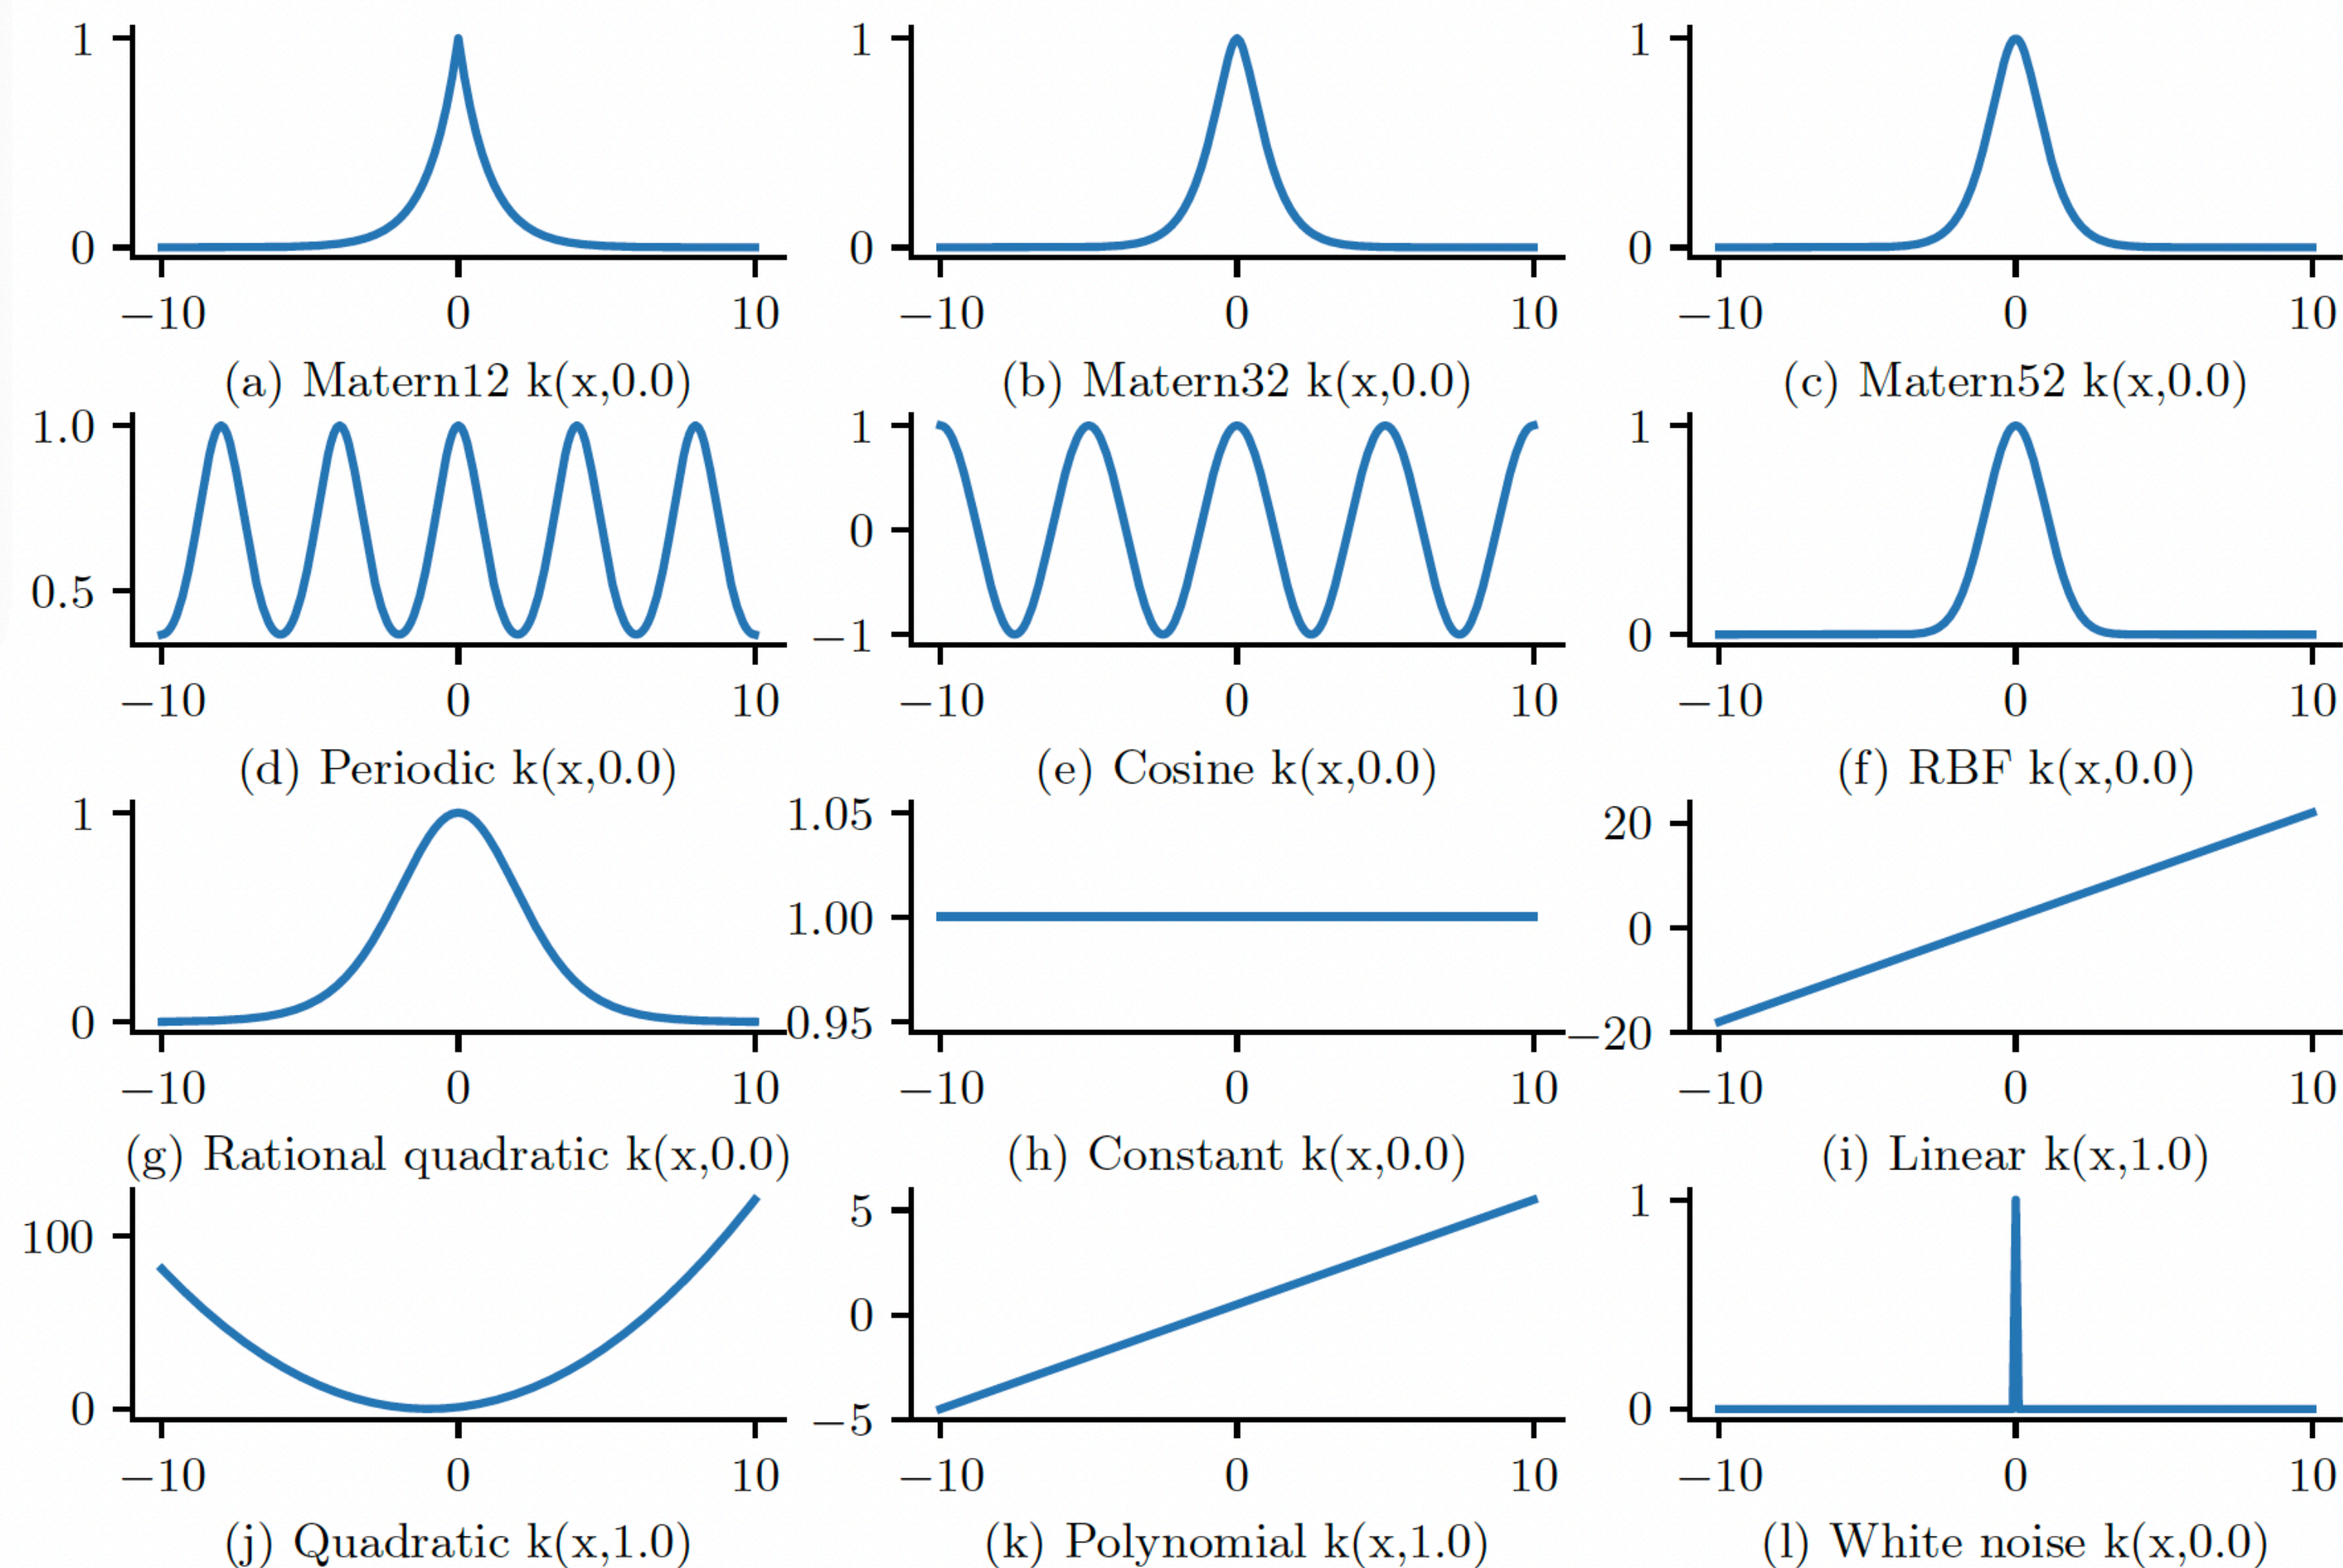 1
0
−10 0 10
(a) Matern12 k(x,0.0)
1
0
−10 0 10
(b) Matern32 k(x,0.0)
1
0
−10 0 10
(c) Matern52 k(x,0.0)
1.0
0.5
−10 0 10
(d) Periodic k(x,0.0)
1
0
−1
−10 0 10
(e) Cosine k(x,0.0)
1
0
−10 0 10
(f) RBF k(x,0.0)
1
0
−10 0 10
(g) Rational quadratic k(x,0.0)
1.05
1.00
0.95
−10 0 10
(h) Constant k(x,0.0)
20
0
−20
−10 0 10
(i) Linear k(x,1.0)
100
0
−10 0 10
(j) Quadratic k(x,1.0)
5
0
−5
−10 0 10
(k) Polynomial k(x,1.0)
1
0
−10 0 10
(l) White noise k(x,0.0)